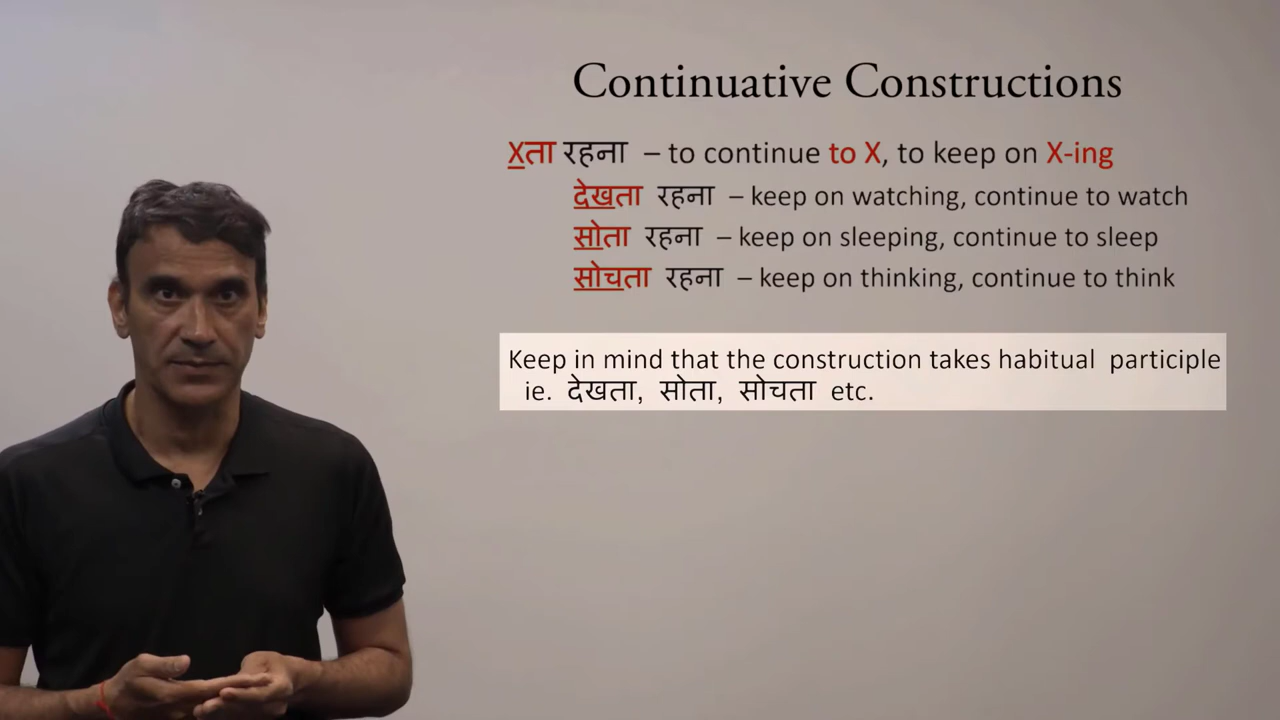 Continuative Constructions
Xता रहना – to continue to X, to keep on X-ing
देखता रहना – keep on watching, continue to watch
सोता रहना – keep on sleeping, continue to sleep
सोचता रहना – keep on thinking, continue to think
Keep in mind that the construction takes habitual participle
ie. देखता, सोता, सोचता etc.